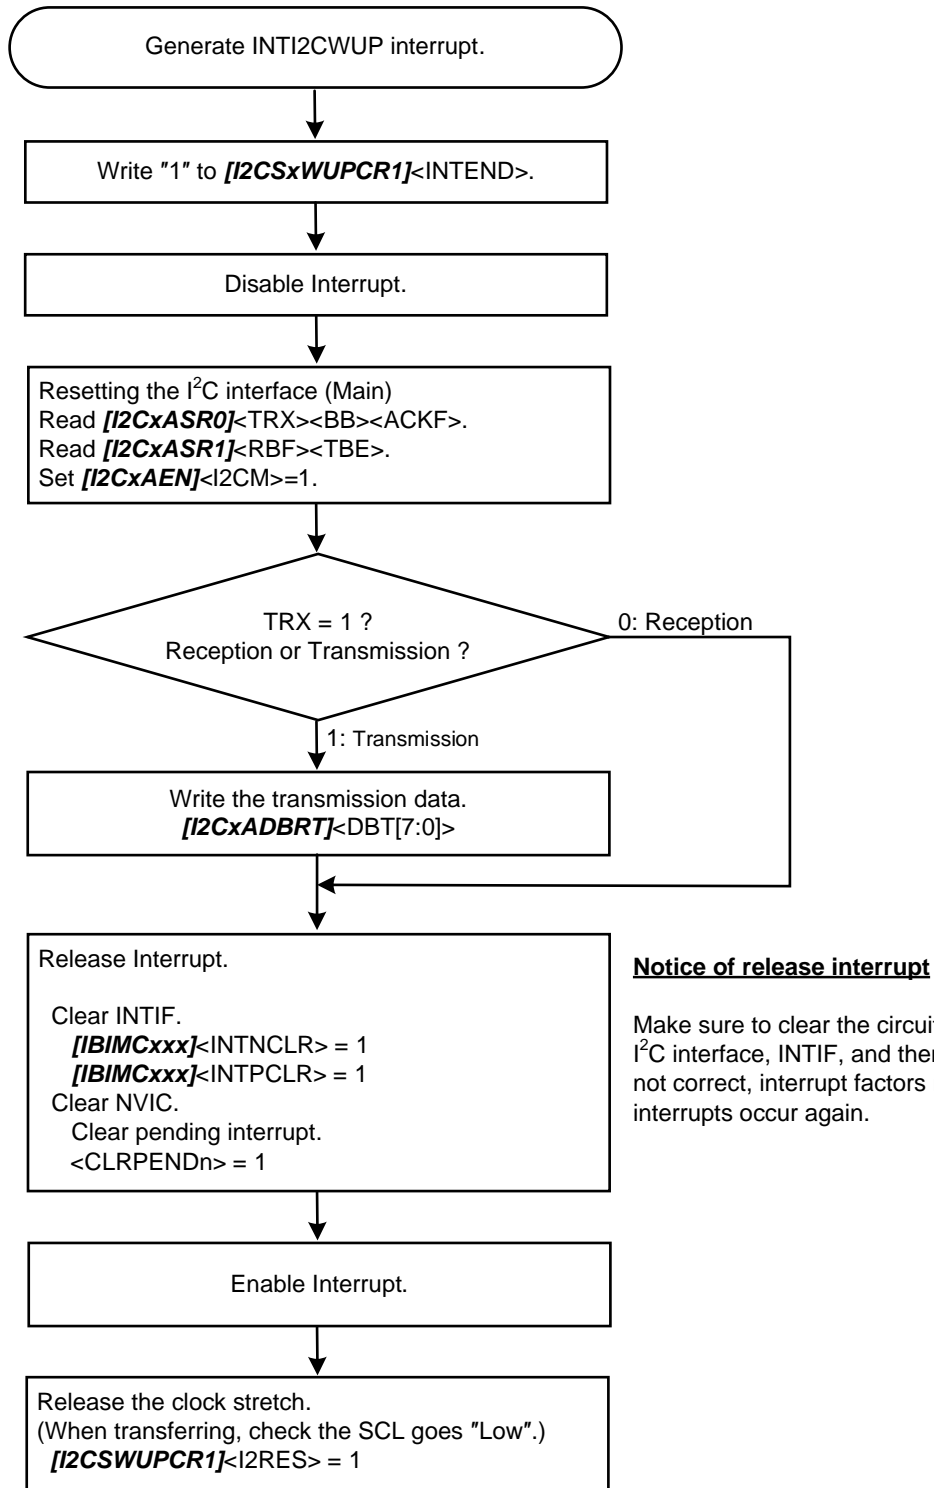 Generate INTI2CWUP interrupt.
Write "1" to [I2CSxWUPCR1]<INTEND>.
Disable Interrupt.
Resetting the I²C interface (Main)
Read [I2CxASR0]<TRX><BB><ACKF>.
Read [I2CxASR1]<RBF><TBE>.
Set [I2CxAEN]<I2CM>=1.
TRX = 1 ?
Reception or Transmission ?
0: Reception
1: Transmission
Write the transmission data.
[I2CxADBRT]<DBT[7:0]>
Release Interrupt.
Clear INTIF.
[IBIMCxxx]<INTNCLR> = 1
[IBIMCxxx]<INTPCLR> = 1
Clear NVIC.
Clear pending interrupt.
<CLRPENDn> = 1
Notice of release interrupt
Make sure to clear the
I²C interface, INTIF, and
not correct, interrupt factors
interrupts occur again.
Enable Interrupt.
Release the clock stretch.
(When transferring, check the SCL goes "Low".)
[I2CSWUPCR1]<I2RES> = 1